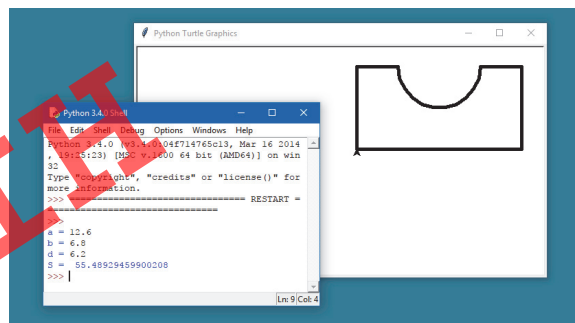 Python Turtle Graphics
Python 3.4.0 Shell
File Edit Shell Debug Options Windows Help
Python 3.4.0 (v3.4.0:04f714765c13, Mar 16 2014
, 19:25:23) [MSC v.1600 64 bit (AMD64)] on win
32
Type "copyright", "credits" or "license()" for
more information.
>>> ================================ RESTART =
===============================
>>>
a = 12.6
b = 6.8
d = 6.2
S =  55.48929459900208
>>>
Ln: 9 Col: 4